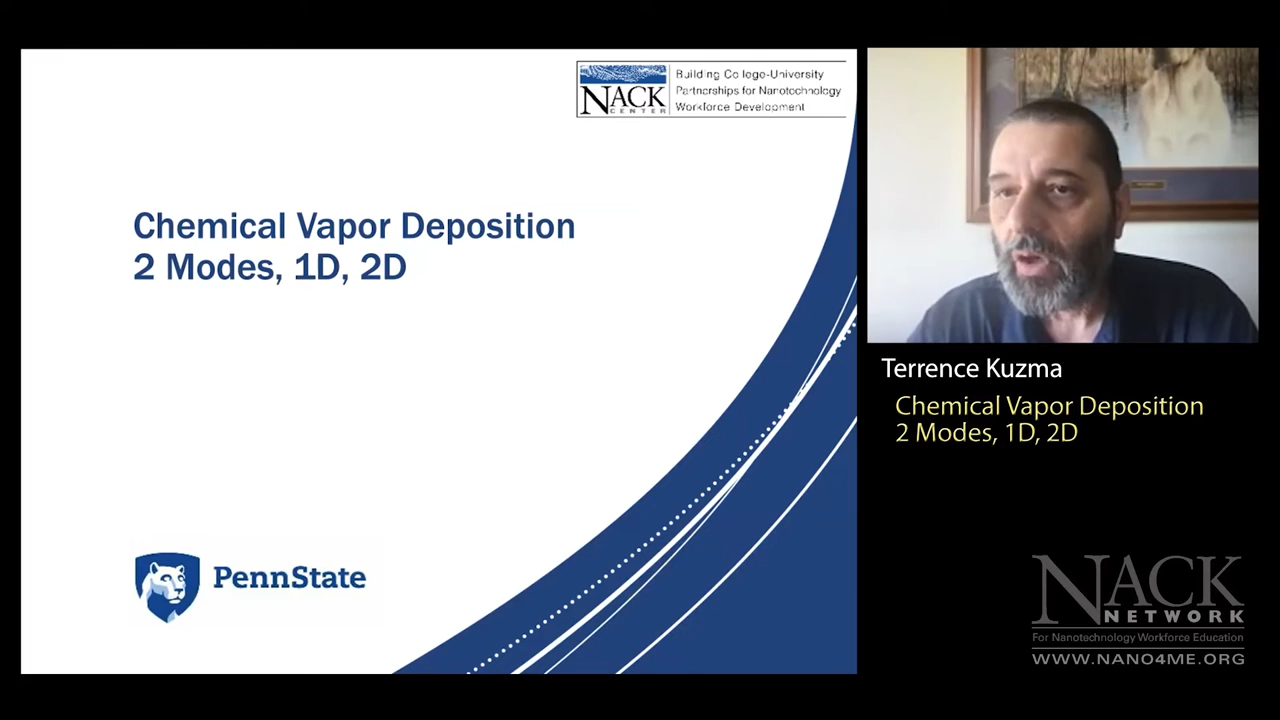 NACK
CENTER
Building College-University
Partnerships for Nanotechnology
Workforce Development
Chemical Vapor Deposition
2 Modes, 1D, 2D
PennState
Terrence Kuzma
Chemical Vapor Deposition
2 Modes, 1D, 2D
NACK
NETWORK
For Nanotechnology Workforce Education
WWW.NANO4ME.ORG